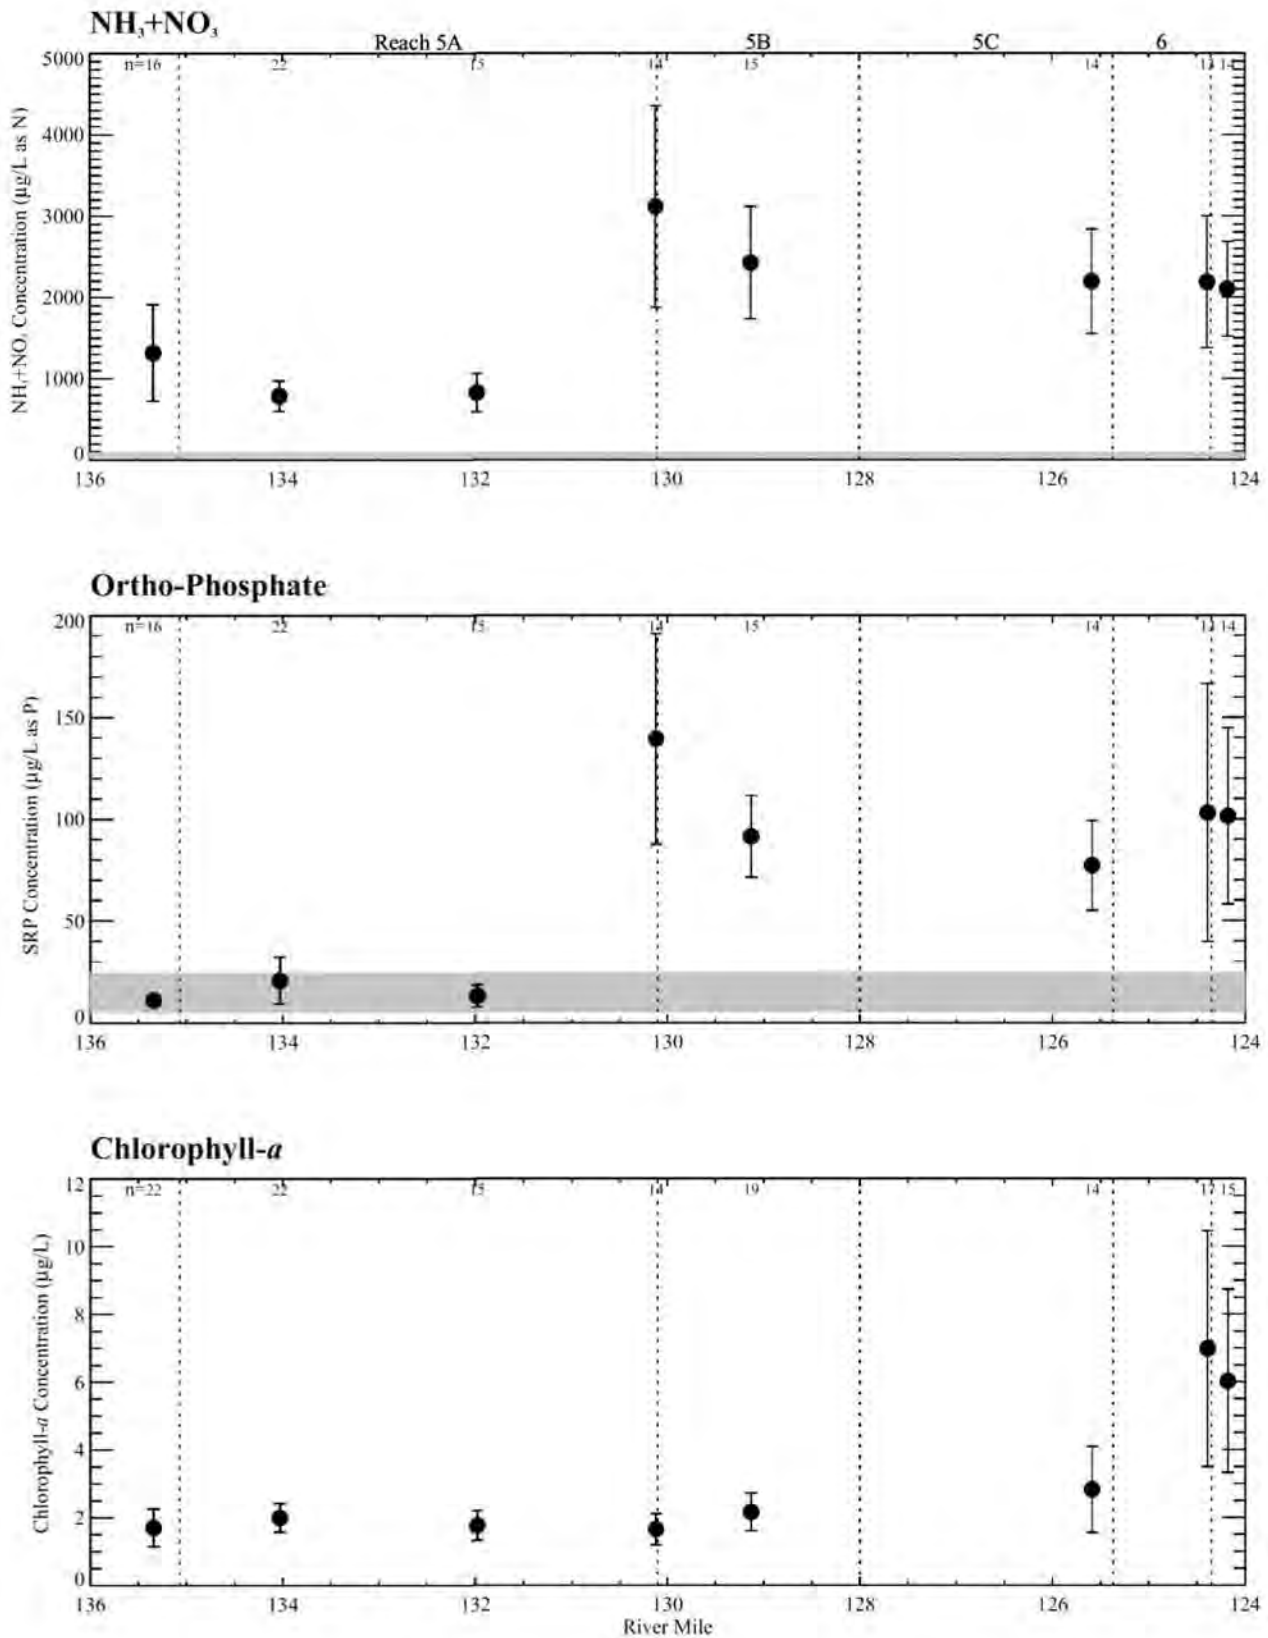 NH₃+NO₃
Reach 5A 5B 5C 6
n=16 22 15 14 15 14 13 14
5000
4000
3000
2000
1000
0
NH₃+NO₃ Concentration (µg/L as N)
136 134 132 130 128 126 124
Ortho-Phosphate
n=16 22 15 14 15 14 13 14
200
150
100
50
0
SRP Concentration (µg/L as P)
136 134 132 130 128 126 124
Chlorophyll-a
n=22 22 15 14 19 14 15
12
10
8
6
4
2
0
Chlorophyll-a Concentration (µg/L)
136 134 132 130 128 126 124
River Mile